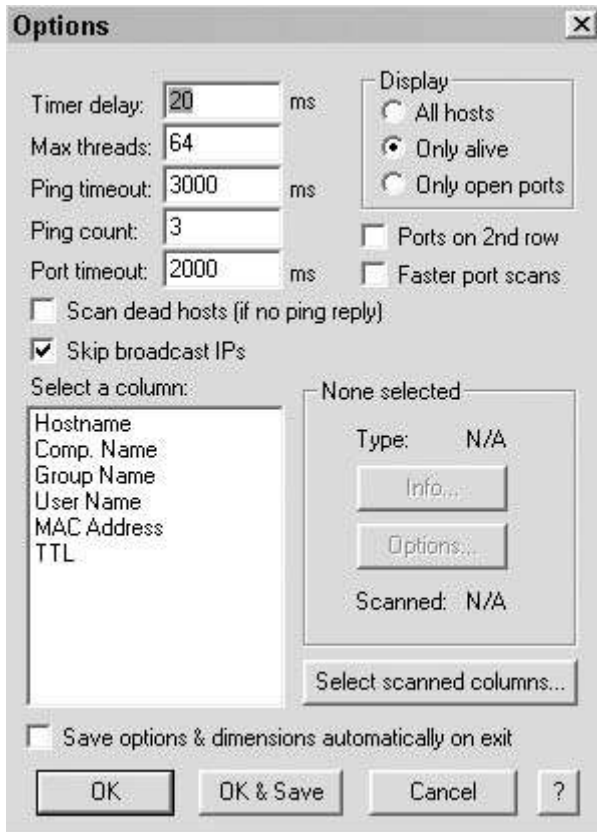 Options
Timer delay: 20 ms
Max threads: 64
Ping timeout: 3000 ms
Ping count: 3
Port timeout: 2000 ms
Display
All hosts
Only alive
Only open ports
Ports on 2nd row
Faster port scans
Scan dead hosts (if no ping reply)
Skip broadcast IPs
Select a column:
Hostname
Comp. Name
Group Name
User Name
MAC Address
TTL
None selected
Type: N/A
Info...
Options...
Scanned: N/A
Select scanned columns...
Save options & dimensions automatically on exit
OK OK & Save Cancel ?